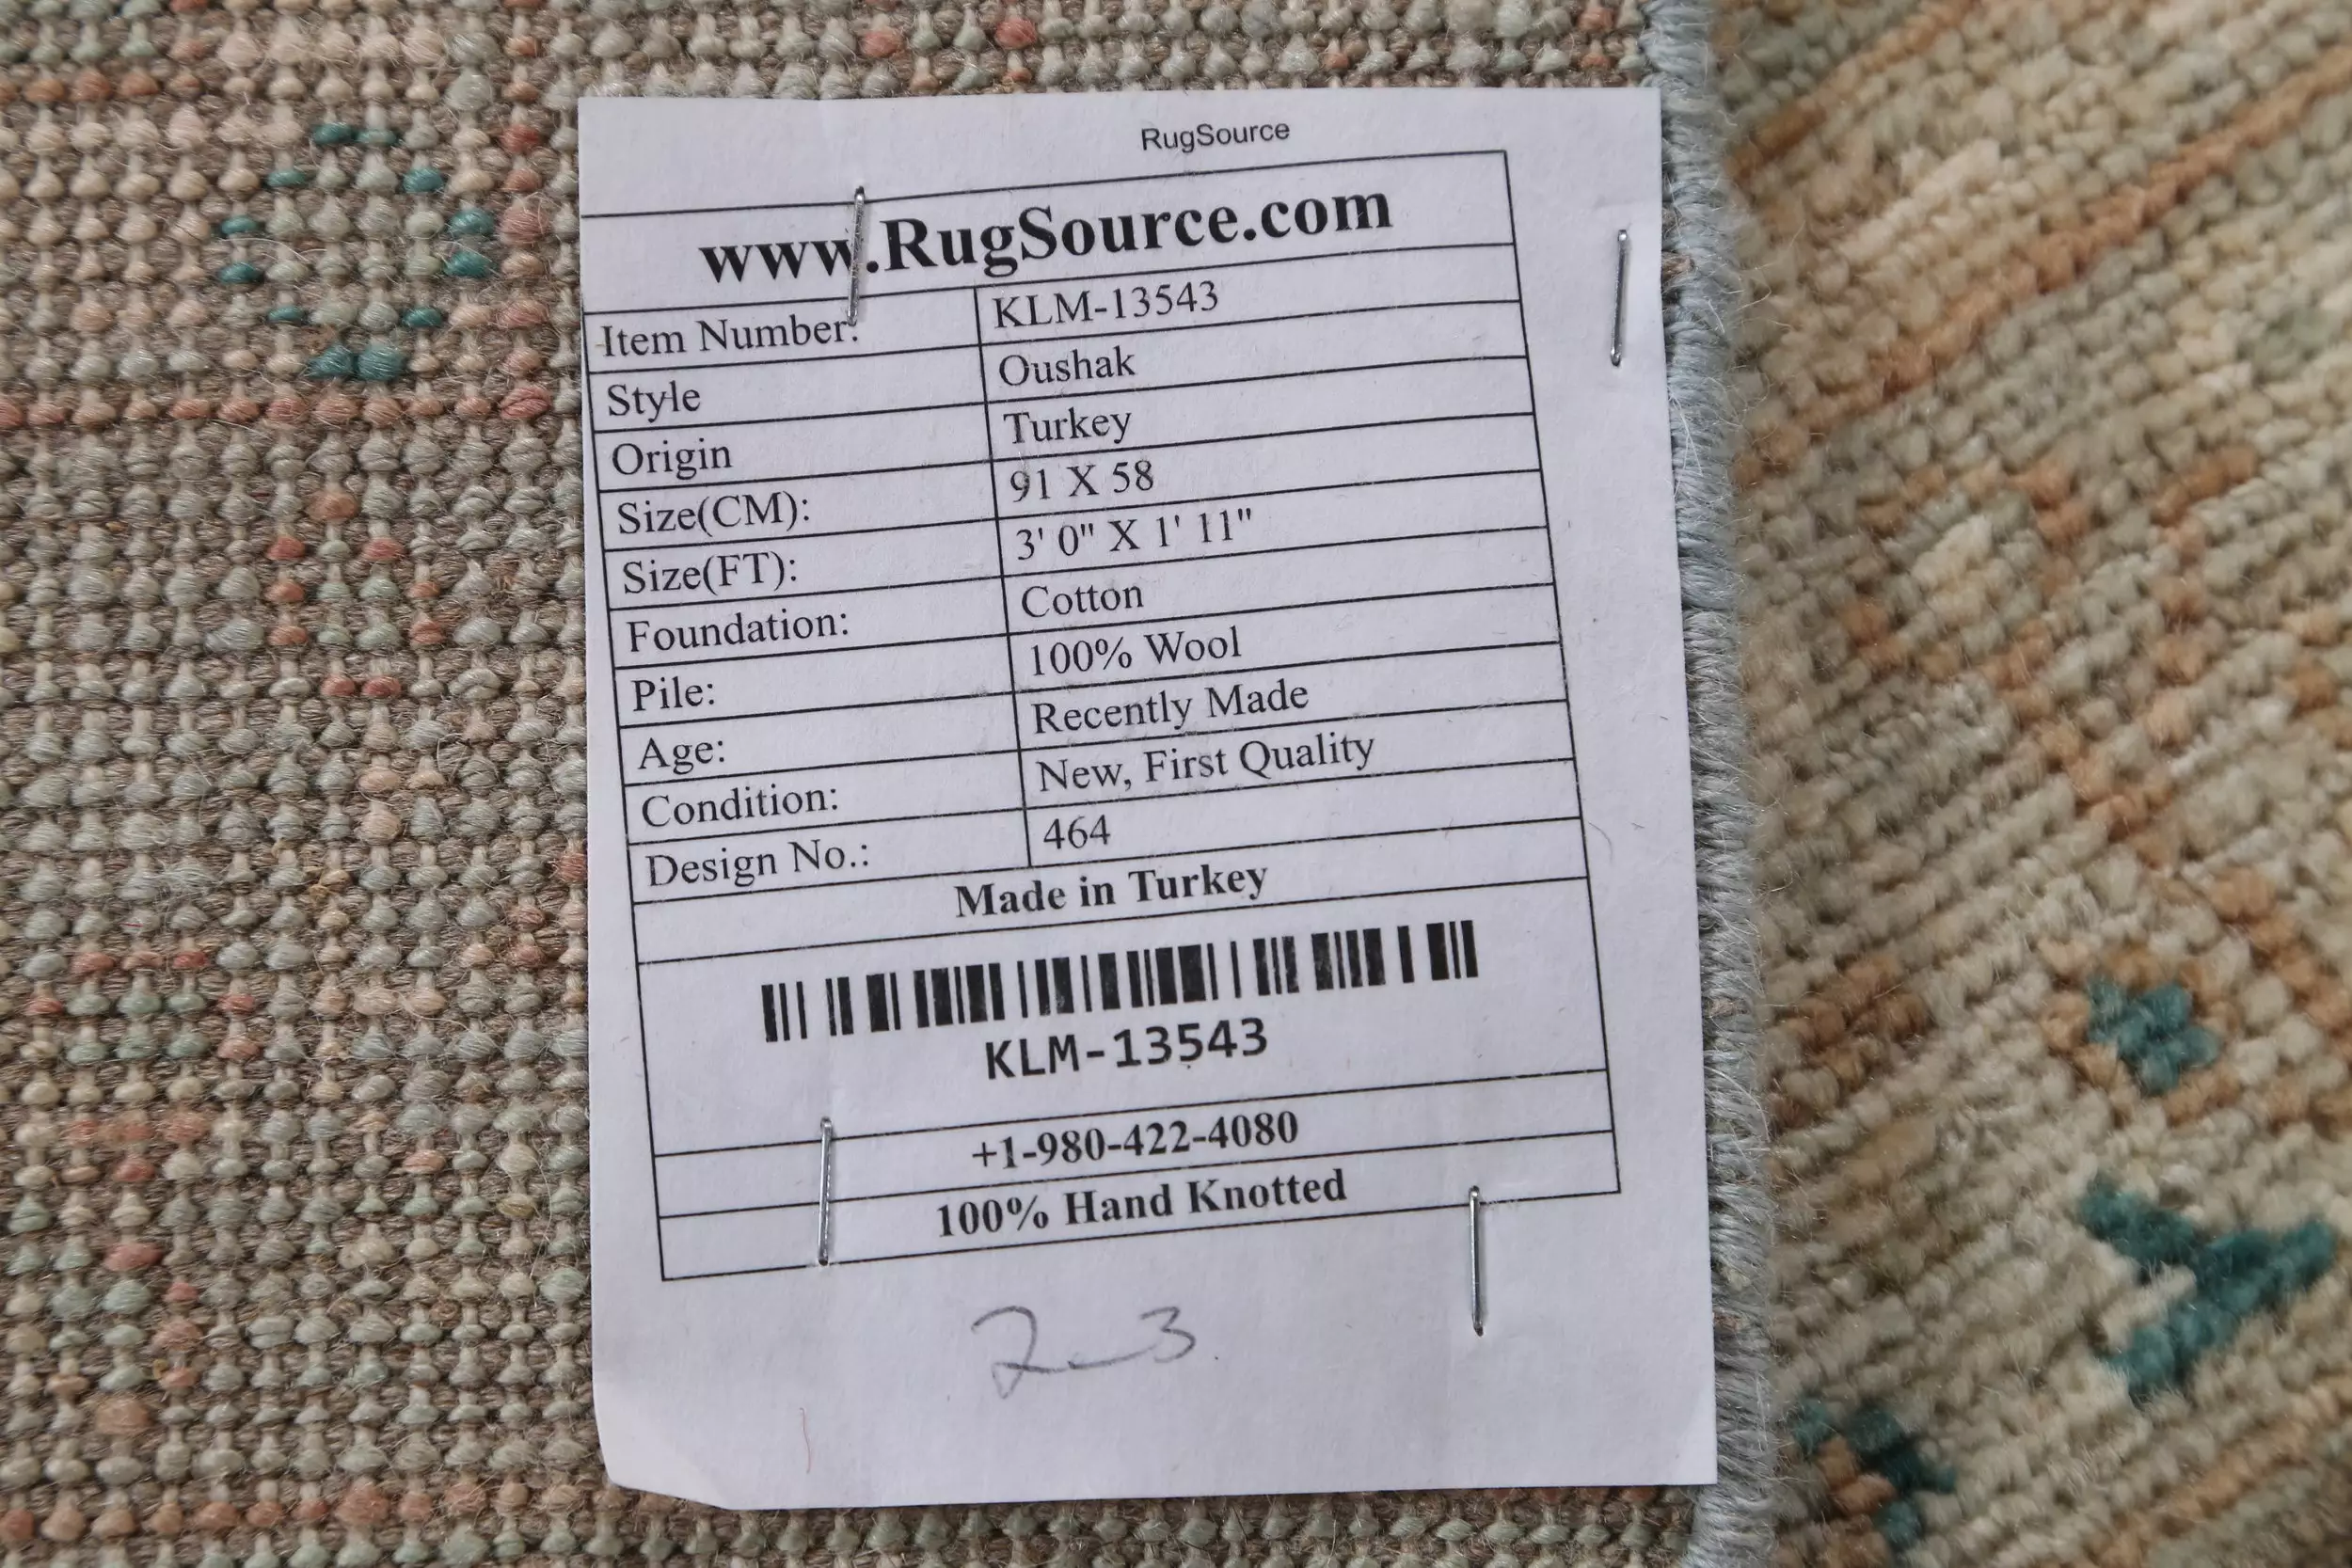 RugSource
www.RugSource.com
Item Number: KLM-13543
Style Oushak
Origin Turkey
Size(CM): 91 X 58
Size(FT): 3' 0" X 1' 11"
Foundation: Cotton
Pile: 100% Wool
Age: Recently Made
Condition: New, First Quality
Design No.: 464
Made in Turkey
KLM-13543
+1-980-422-4080
100% Hand Knotted
2-3